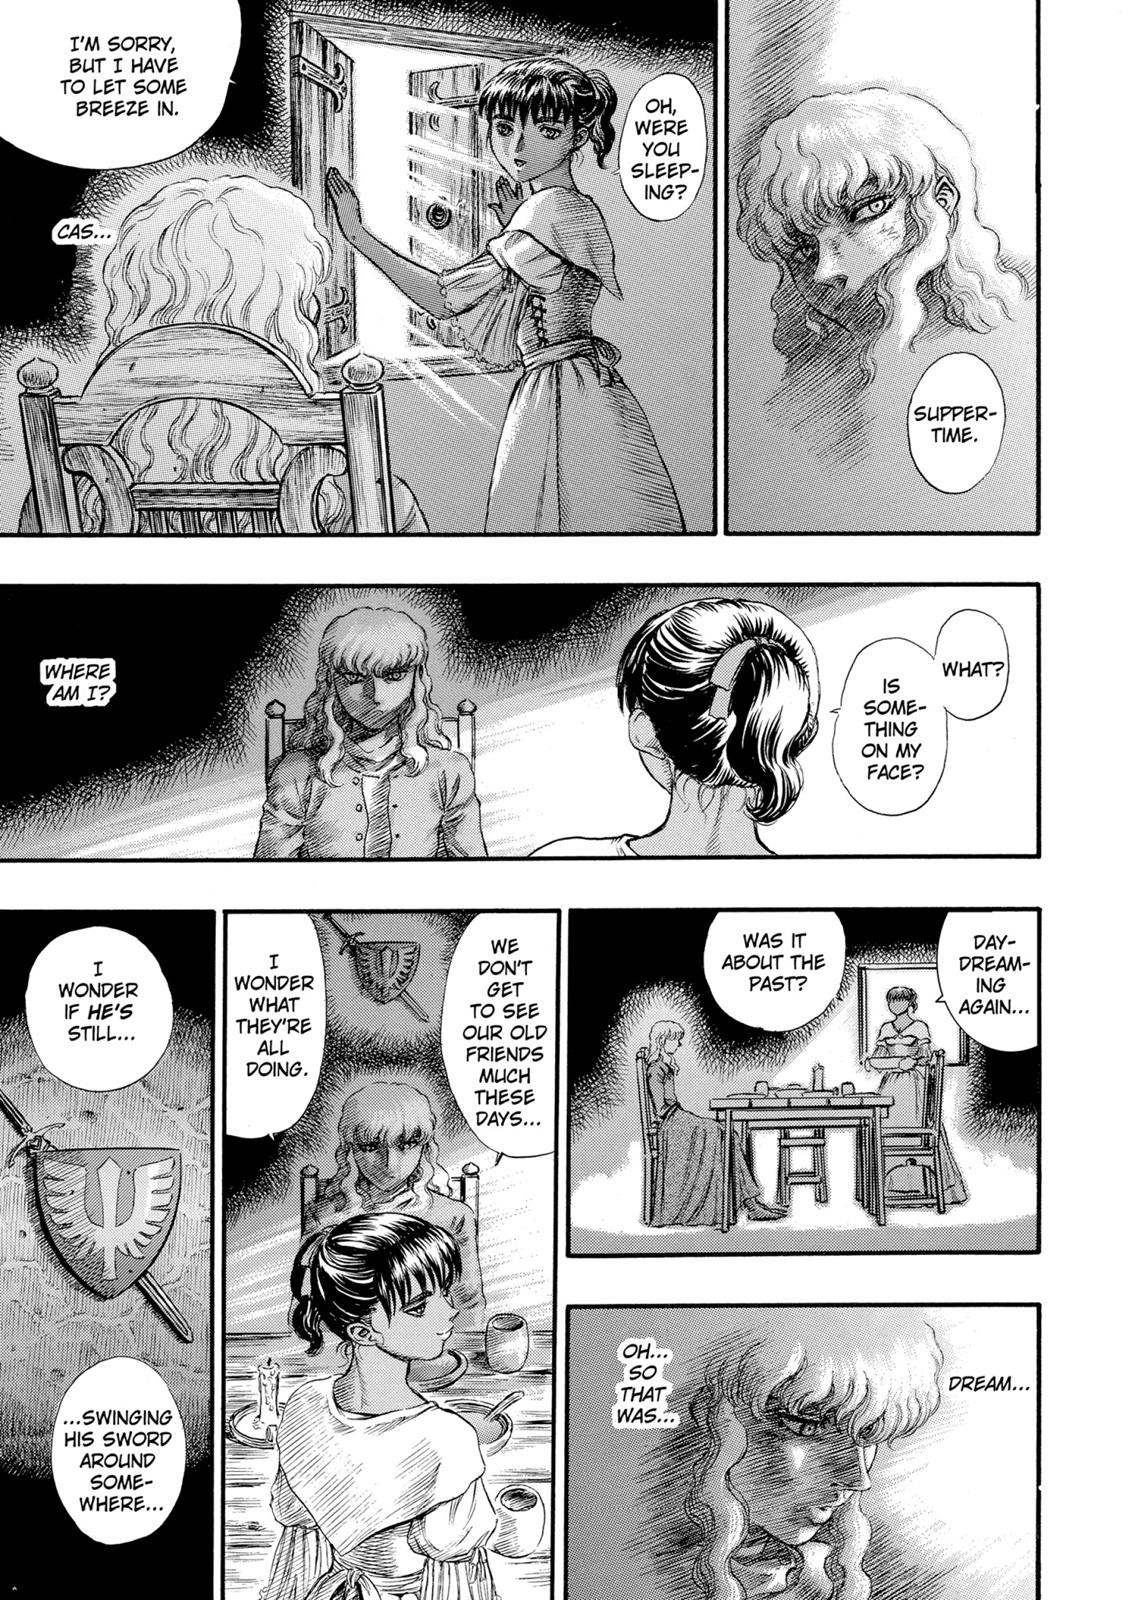 SUPPER-
TIME.
OH,
WERE
YOU
SLEEP-
ING?
I'M SORRY,
BUT I HAVE
TO LET SOME
BREEZE IN.
CAS...
WHAT?
IS
SOME-
THING
ON MY
FACE?
WHERE
AM I?
DAY-
DREAM-
ING
AGAIN...
WAS IT
ABOUT THE
PAST?
DREAM...
OH...
SO
THAT
WAS...
WE
DON'T
GET
TO SEE
OUR OLD
FRIENDS
MUCH
THESE
DAYS...
I
WONDER
WHAT
THEY'RE
ALL
DOING.
I
WONDER
IF HE'S
STILL...
...SWINGING
HIS SWORD
AROUND
SOME-
WHERE...